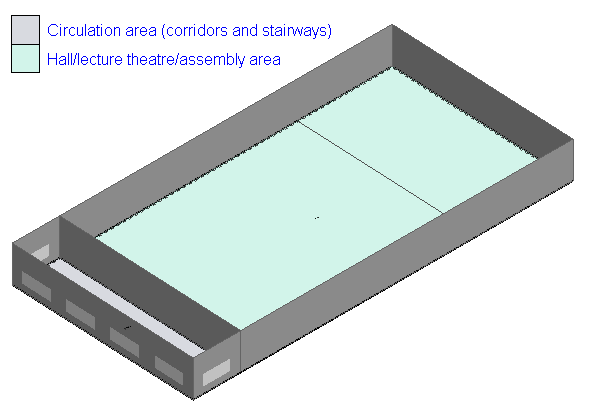 Circulation area (corridors and stairways)
Hall/lecture theatre/assembly area